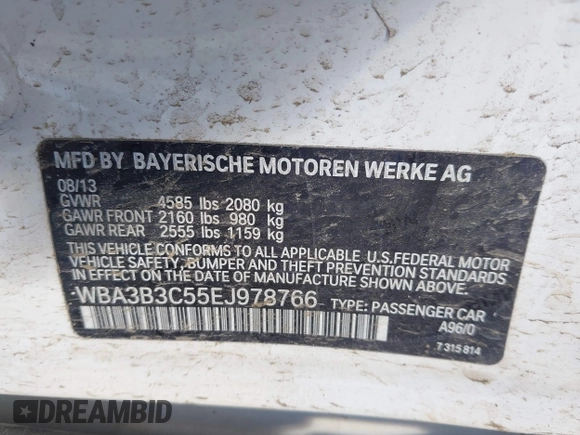 MFD BY BAYERISCHE MOTOREN WERKE AG
08/13
GVWR 4585 lbs 2080 kg
GAWR FRONT 2160 lbs 980 kg
GAWR REAR 2555 lbs 1159 kg
THIS VEHICLE CONFORMS TO ALL APPLICABLE U.S.FEDERAL MOTOR
VEHICLE SAFETY, BUMPER AND THEFT PREVENTION STANDARDS
IN EFFECT ON THE DATE OF MANUFACTURE SHOWN ABOVE.
WBA3B3C55EJ978766 TYPE: PASSENGER CAR
A96/0
7 315 814
DREAMBID